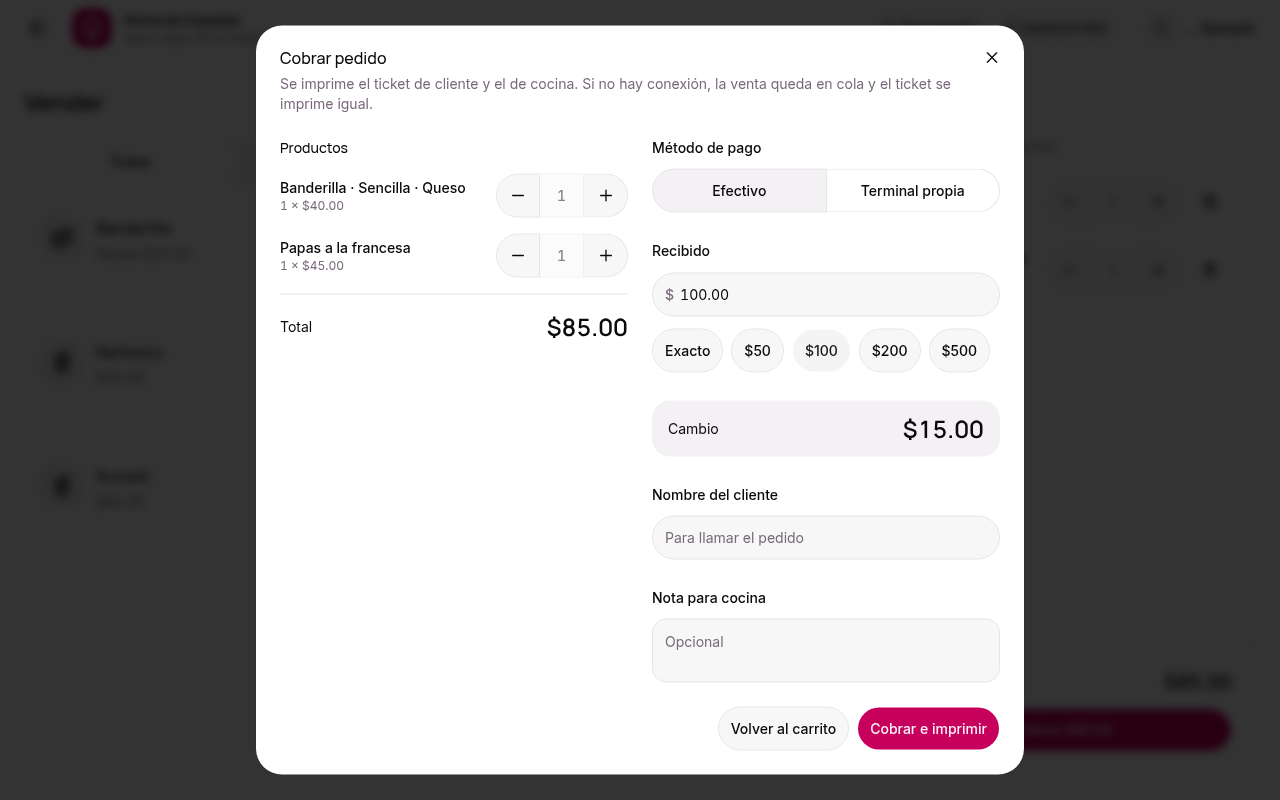 Cobrar pedido
Se imprime el ticket de cliente y el de cocina. Si no hay conexión, la venta queda en cola y el ticket se
imprime igual.
Productos
Banderilla · Sencilla · Queso
1 × $40.00
1
Papas a la francesa
1 × $45.00
1
Total
$85.00
Método de pago
Efectivo
Terminal propia
Recibido
$ 100.00
Exacto
$50
$100
$200
$500
Cambio
$15.00
Nombre del cliente
Para llamar el pedido
Nota para cocina
Opcional
Volver al carrito
Cobrar e imprimir
Vender